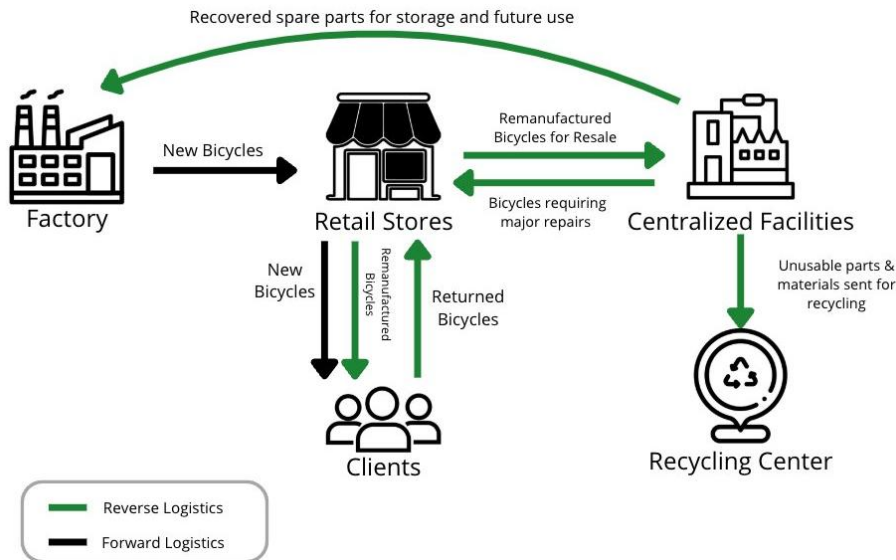 Recovered spare parts for storage and future use
New Bicycles
Remanufactured
Bicycles for Resale
Bicycles requiring
major repairs
Factory
Retail Stores
Centralized Facilities
New
Bicycles
Remanufactured
Bicycles
Returned
Bicycles
Unusable parts &
materials sent for
recycling
Clients
Recycling Center
Reverse Logistics
Forward Logistics